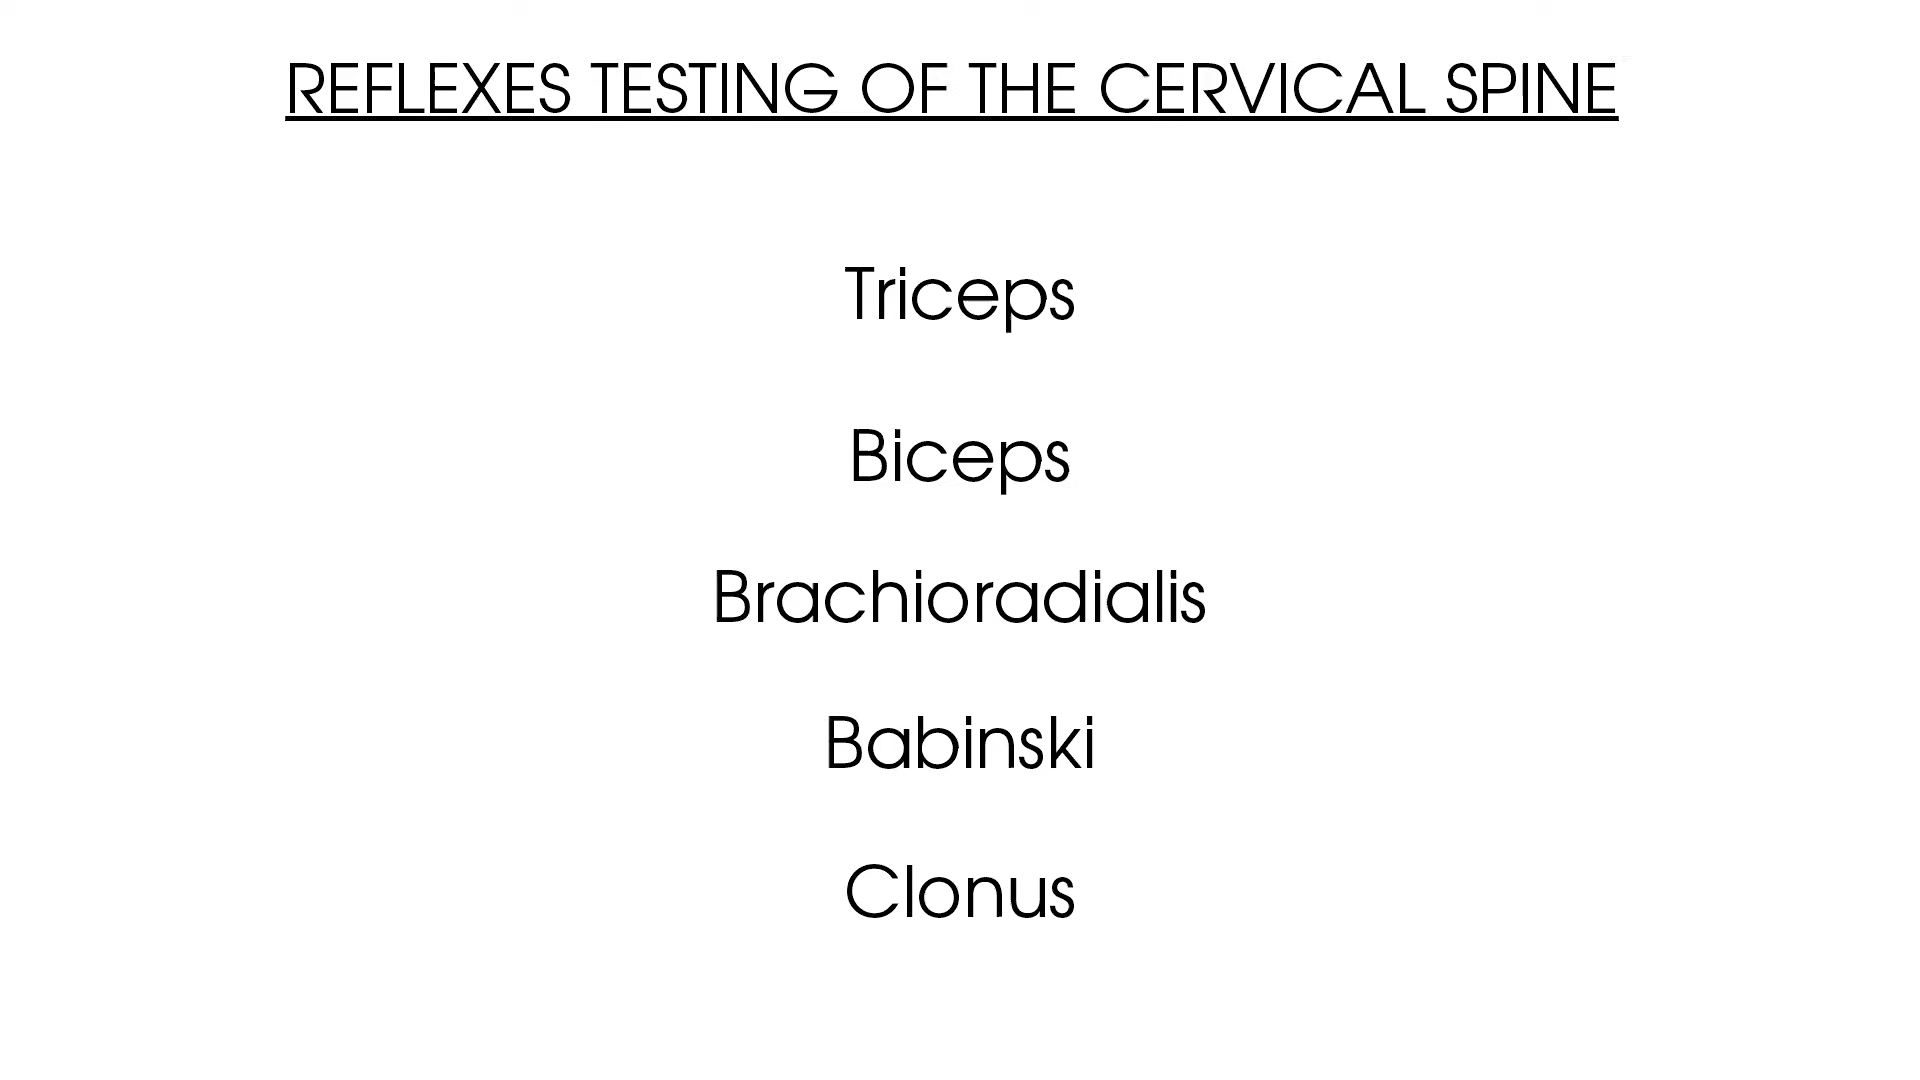 REFLEXES TESTING OF THE CERVICAL SPINE
Triceps
Biceps
Brachioradialis
Babinski
Clonus